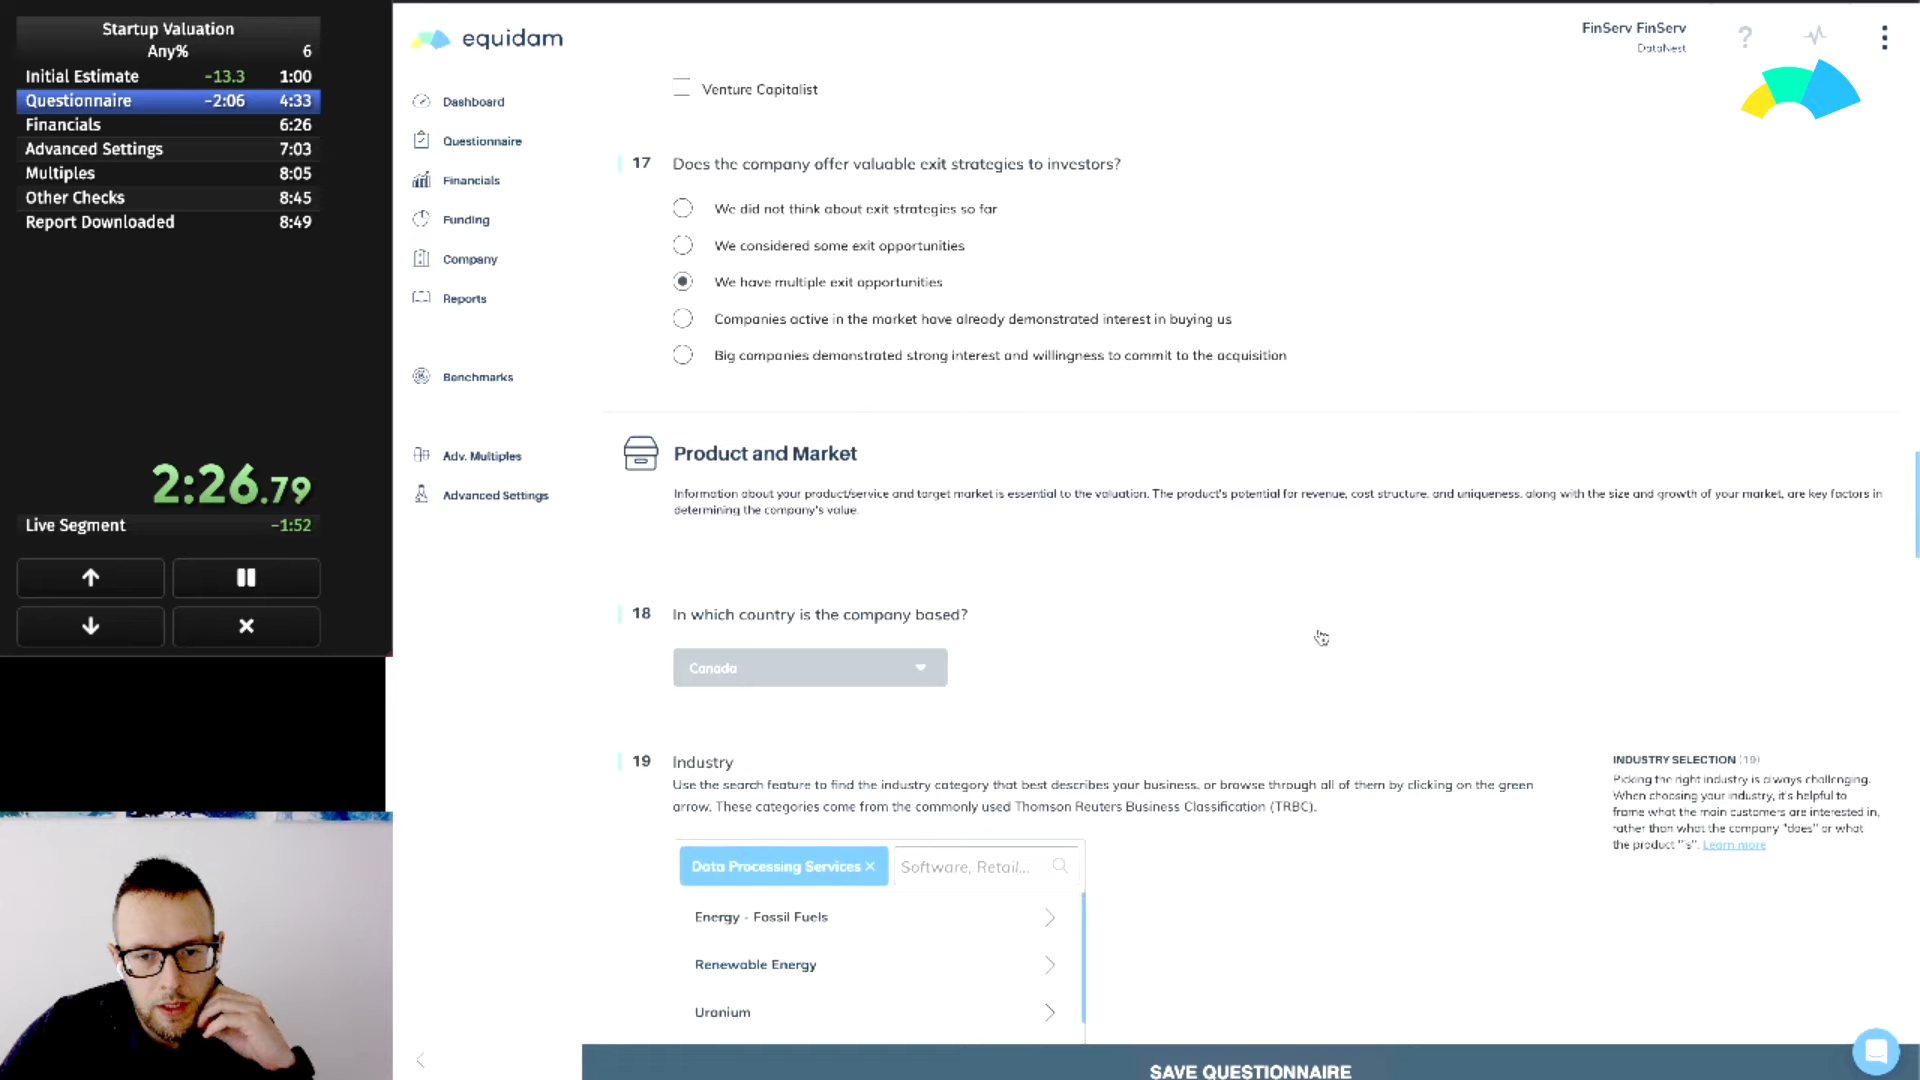 Startup Valuation
Any% 6
Initial Estimate -13.3 1:00
Questionnaire -2:06 4:33
Financials 6:26
Advanced Settings 7:03
Multiples 8:05
Other Checks 8:45
Report Downloaded 8:49
2:26.79
Live Segment -1:52
equidam
FinServ FinServ
DataNest
?
Dashboard
Questionnaire
Financials
Funding
Company
Reports
Benchmarks
Adv. Multiples
Advanced Settings
Venture Capitalist
17 Does the company offer valuable exit strategies to investors?
We did not think about exit strategies so far
We considered some exit opportunities
We have multiple exit opportunities
Companies active in the market have already demonstrated interest in buying us
Big companies demonstrated strong interest and willingness to commit to the acquisition
Product and Market
Information about your product/service and target market is essential to the valuation. The product's potential for revenue, cost structure, and uniqueness, along with the size and growth of your market, are key factors in
determining the company's value.
18 In which country is the company based?
Canada
19 Industry
Use the search feature to find the industry category that best describes your business, or browse through all of them by clicking on the green
arrow. These categories come from the commonly used Thomson Reuters Business Classification (TRBC).
Data Processing Services × Software, Retail...
Energy - Fossil Fuels
Renewable Energy
Uranium
INDUSTRY SELECTION (19)
Picking the right industry is always challenging.
When choosing your industry, it's helpful to
frame what the main customers are interested in,
rather than what the company "does" or what
the product "is". Learn more
SAVE QUESTIONNAIRE